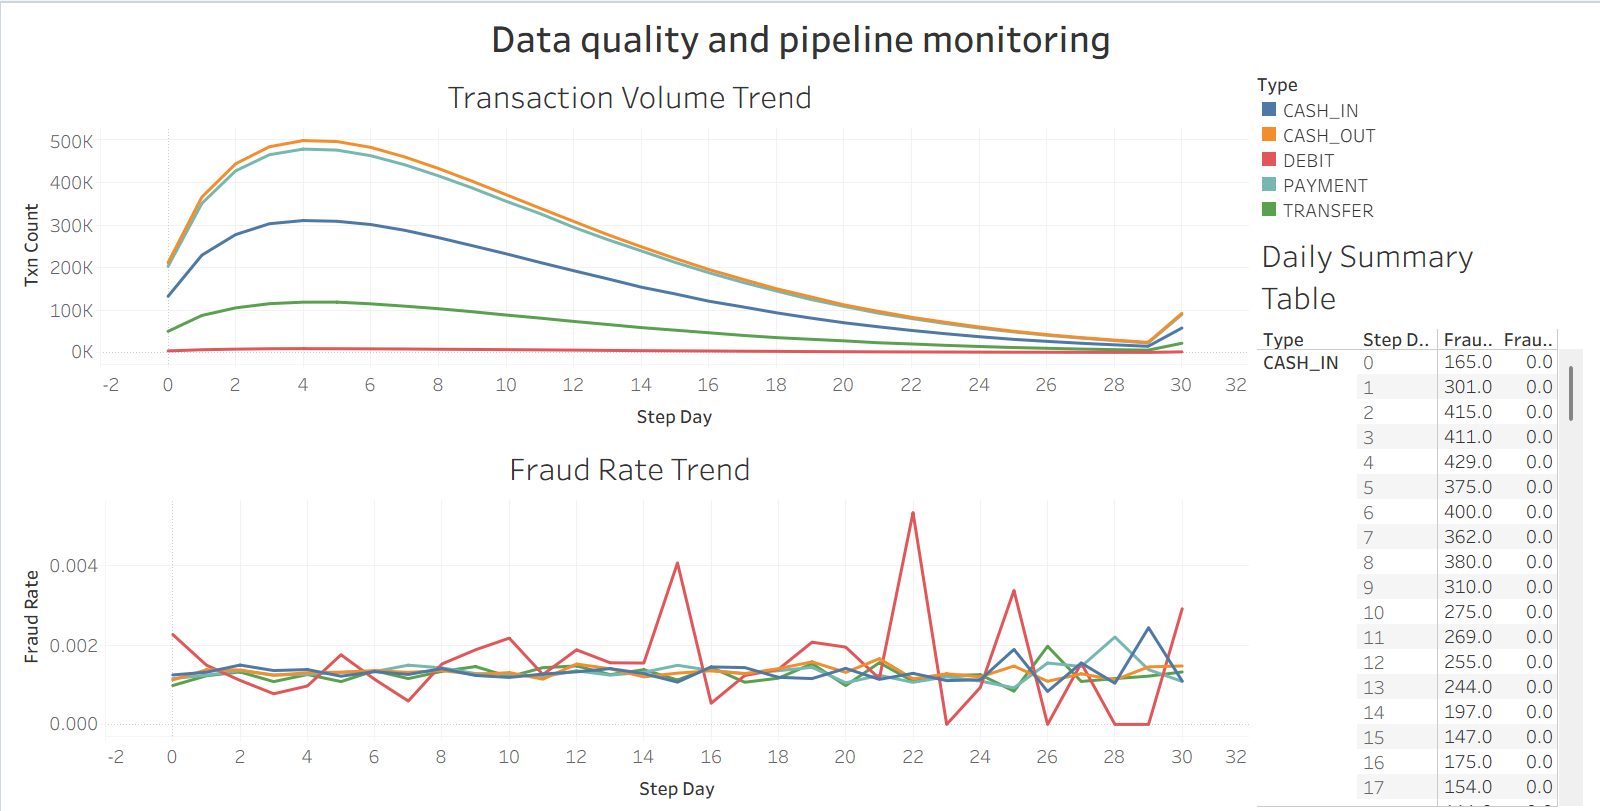 Data quality and pipeline monitoring
Transaction Volume Trend
Txn Count
500K
400K
300K
200K
100K
0K
-2 0 2 4 6 8 10 12 14 16 18 20 22 24 26 28 30 32
Step Day
Fraud Rate Trend
Fraud Rate
0.004
0.002
0.000
-2 0 2 4 6 8 10 12 14 16 18 20 22 24 26 28 30 32
Step Day
Type
CASH_IN
CASH_OUT
DEBIT
PAYMENT
TRANSFER
Daily Summary
Table
Type Step D.. Frau.. Frau..
CASH_IN 0 165.0 0.0
1 301.0 0.0
2 415.0 0.0
3 411.0 0.0
4 429.0 0.0
5 375.0 0.0
6 400.0 0.0
7 362.0 0.0
8 380.0 0.0
9 310.0 0.0
10 275.0 0.0
11 269.0 0.0
12 255.0 0.0
13 244.0 0.0
14 197.0 0.0
15 147.0 0.0
16 175.0 0.0
17 154.0 0.0